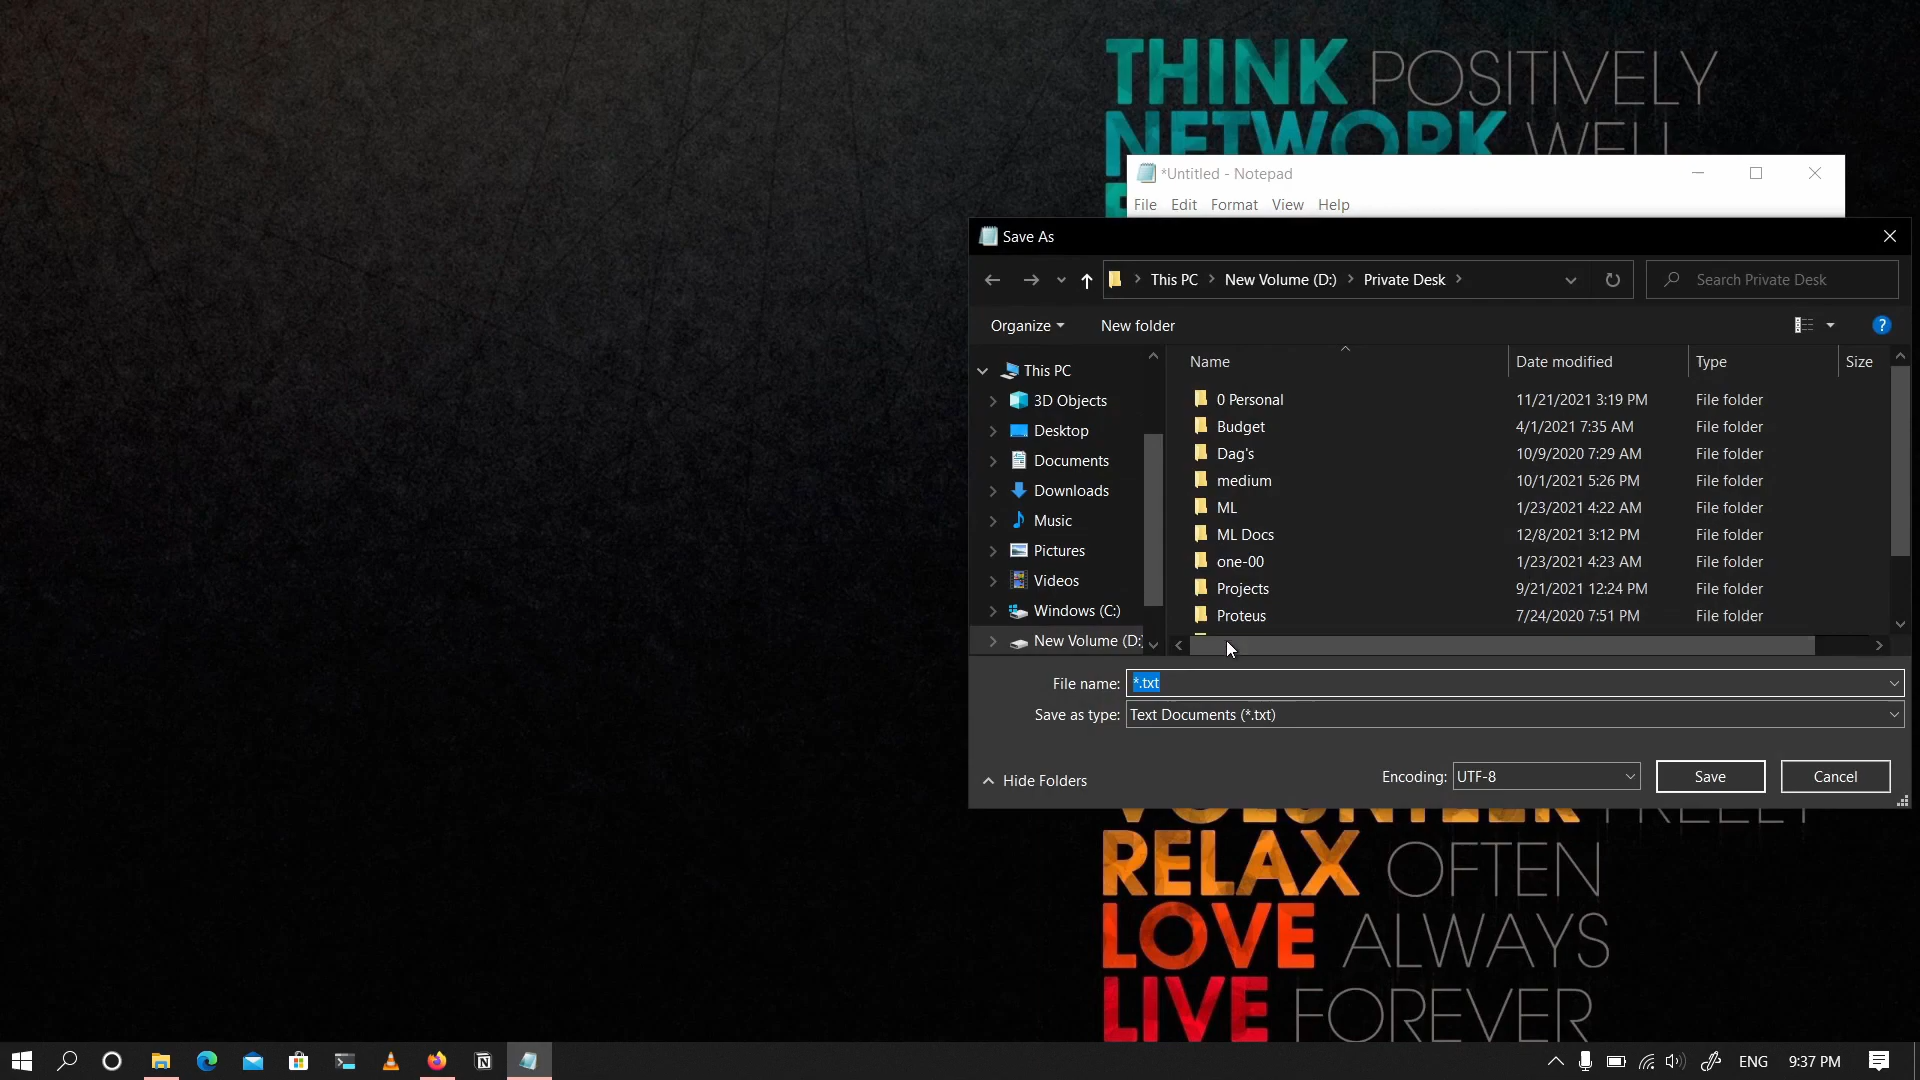 THINK POSITIVELY
NETWORK WELL
*Untitled - Notepad
File Edit Format View Help
Save As
This PC New Volume (D:) Private Desk
Search Private Desk
Organize New folder
Name Date modified Type Size
This PC
3D Objects
Desktop
Documents
Downloads
Music
Pictures
Videos
Windows (C:)
New Volume (D:)
0 Personal 11/21/2021 3:19 PM File folder
Budget 4/1/2021 7:35 AM File folder
Dag's 10/9/2020 7:29 AM File folder
medium 10/1/2021 5:26 PM File folder
ML 1/23/2021 4:22 AM File folder
ML Docs 12/8/2021 3:12 PM File folder
one-00 1/23/2021 4:23 AM File folder
Projects 9/21/2021 12:24 PM File folder
Proteus 7/24/2020 7:51 PM File folder
File name: *.txt
Save as type: Text Documents (*.txt)
Hide Folders
Encoding: UTF-8
Save
Cancel
VOLUNTEER FREELY
RELAX OFTEN
LOVE ALWAYS
LIVE FOREVER
ENG 9:37 PM